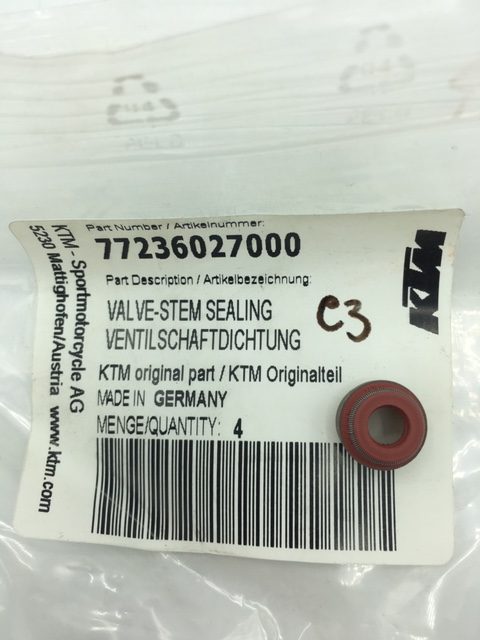 Part Number / Artikelnummer:
77236027000
Part Description / Artikelbezeichnung:
VALVE-STEM SEALING
VENTILSCHAFTDICHTUNG
C3
KTM original part / KTM Originalteil
MADE IN GERMANY
MENGE/QUANTITY: 4
KTM
KTM - Sportmotorcycle AG
5230 Mattighofen/Austria www.ktm.com